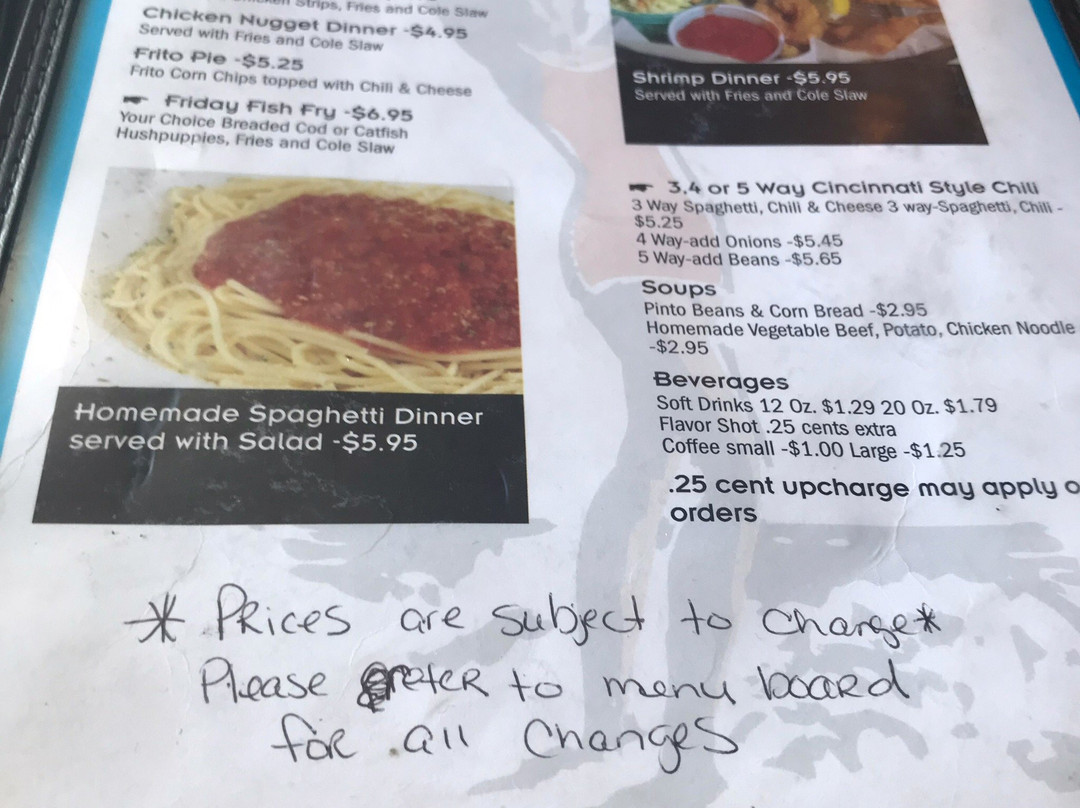 Strips, Fries and Cole Slaw
Chicken Nugget Dinner -$4.95
Served with Fries and Cole Slaw
Frito Pie -$5.25
Frito Corn Chips topped with Chili & Cheese
Friday Fish Fry -$6.95
Your Choice Breaded Cod or Catfish
Hushpuppies, Fries and Cole Slaw
Homemade Spaghetti Dinner
served with Salad -$5.95
Shrimp Dinner -$5.95
Served with Fries and Cole Slaw
3,4 or 5 Way Cincinnati Style Chili
3 Way Spaghetti, Chili & Cheese 3 way-Spaghetti, Chili -
$5.25
4 Way-add Onions -$5.45
5 Way-add Beans -$5.65
Soups
Pinto Beans & Corn Bread -$2.95
Homemade Vegetable Beef, Potato, Chicken Noodle
-$2.95
Beverages
Soft Drinks 12 Oz. $1.29 20 Oz. $1.79
Flavor Shot .25 cents extra
Coffee small -$1.00 Large -$1.25
.25 cent upcharge may apply o
orders
* Prices are subject to change*
Please refer to menu board
for all changes